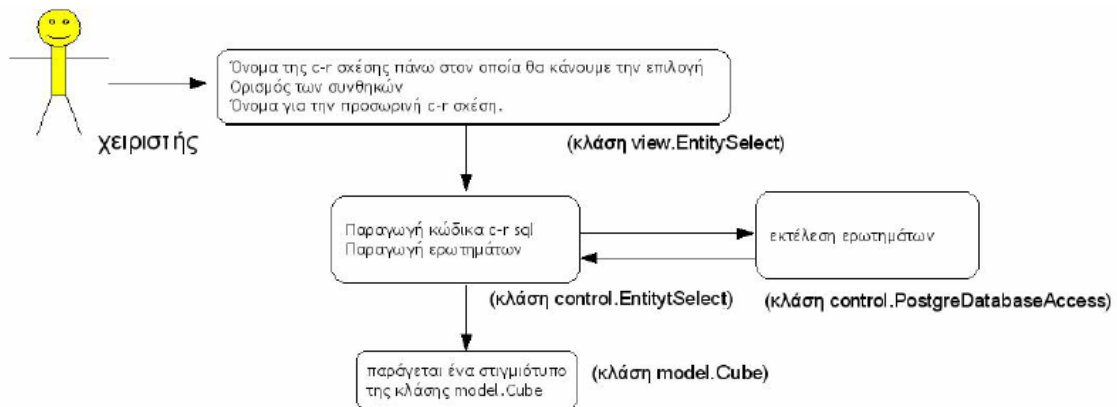 Όνομα της c-r σχέσης πάνω στον οποία θα κάνουμε την επιλογή
Ορισμός των συνθηκών
Όνομα για την προσωρινή c-r σχέση.
χειριστής
(κλάση view.EntitySelect)
Παραγωγή κώδικα c-r sql
Παραγωγή ερωτημάτων
εκτέλεση ερωτημάτων
(κλάση control.EntitytSelect)
(κλάση control.PostgreDatabaseAccess)
παράγεται ένα στιγμιότυπο
της κλάσης model.Cube
(κλάση model.Cube)